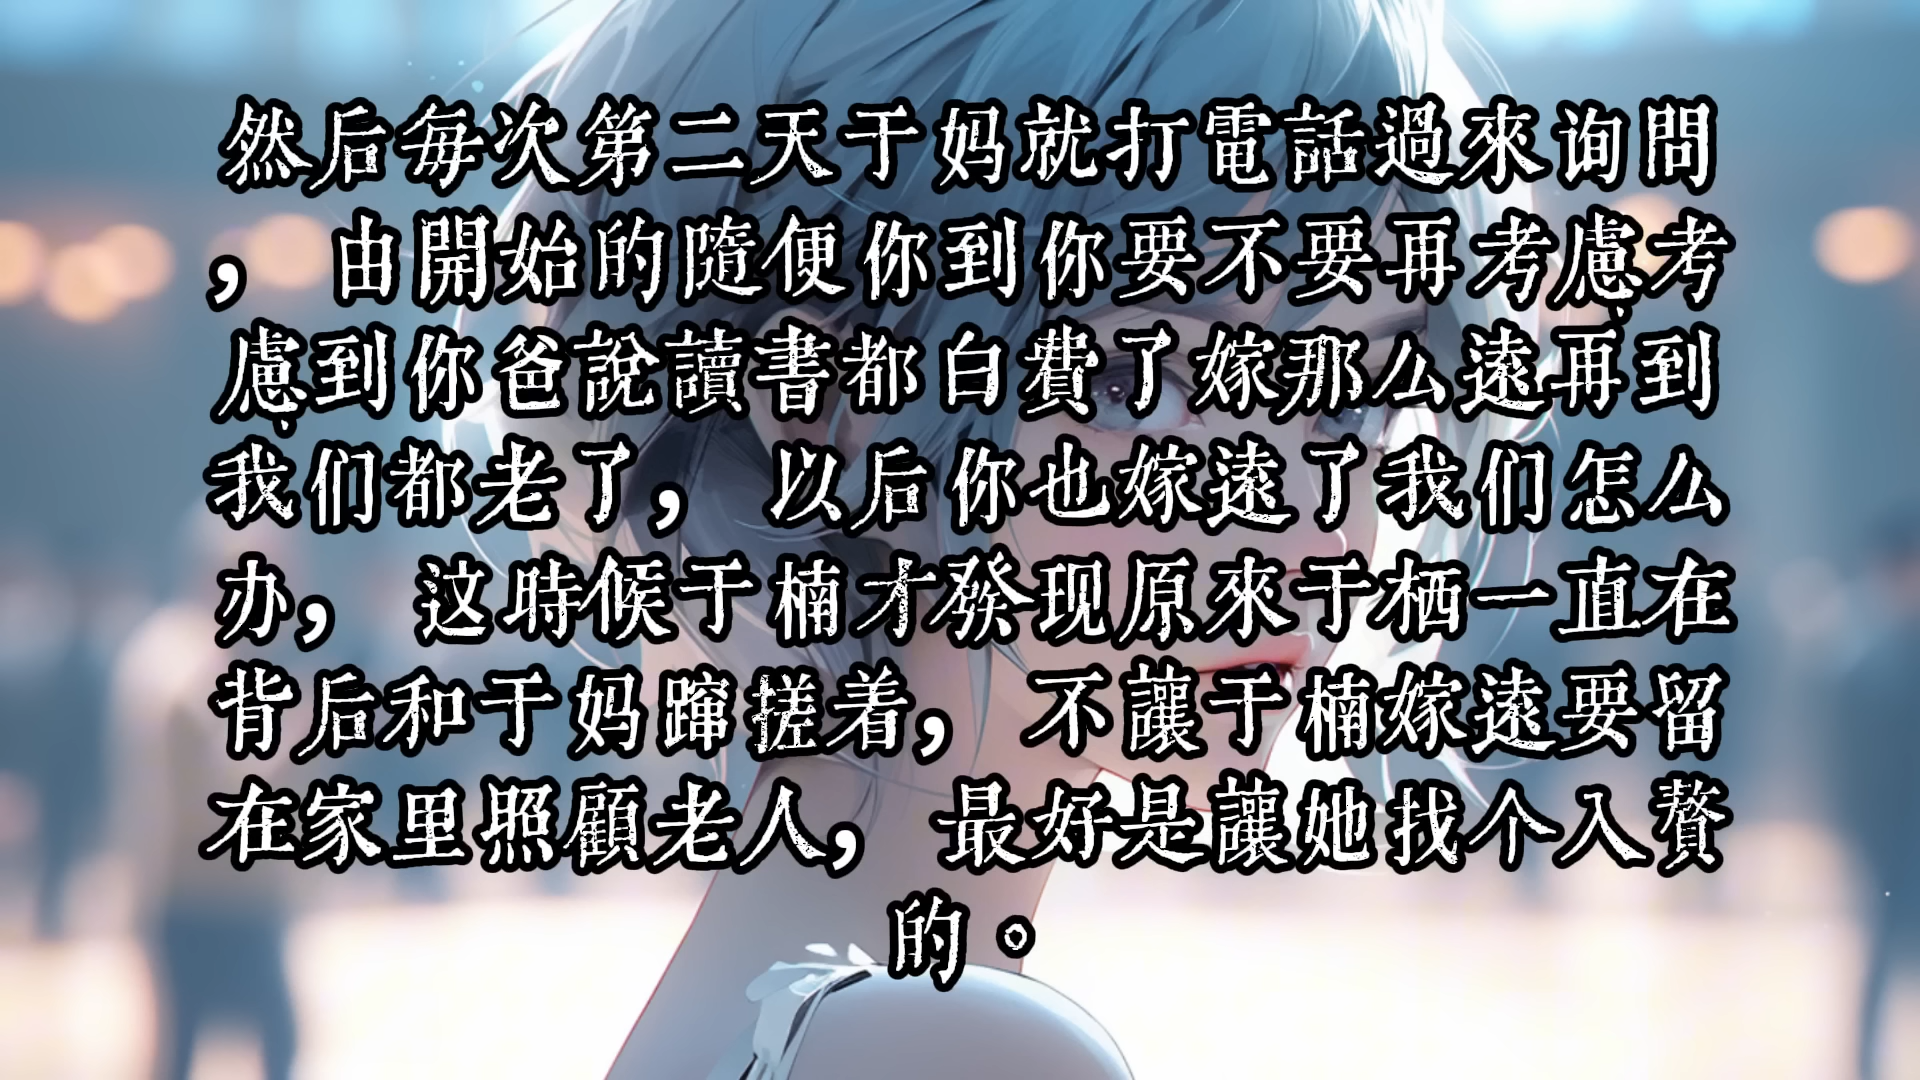 然后每次第二天于妈就打電話過來询問
， 由開始的隨便你到你要不要再考慮考
慮到你爸說讀書都白費了嫁那么遠再到
我们都老了， 以后你也嫁遠了我们怎么
办， 这時候于楠才發现原來于栖一直在
背后和于妈蹿搓着， 不讓于楠嫁遠要留
在家里照顧老人， 最好是讓她找个入贅
的。